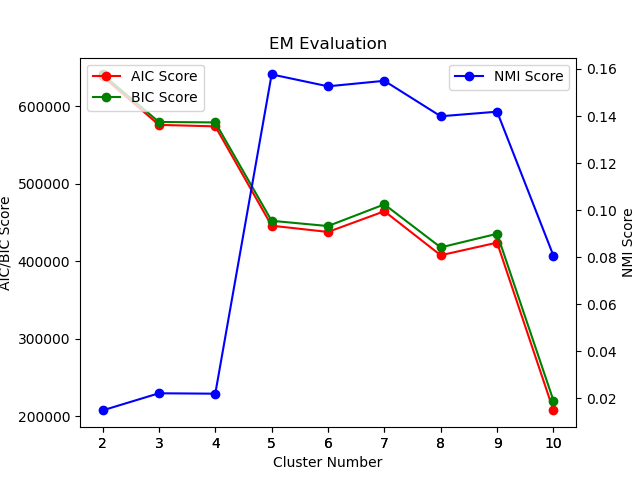 EM Evaluation
AIC Score
BIC Score
NMI Score
600000
500000
400000
300000
200000
AIC/BIC Score
0.16
0.14
0.12
0.10
0.08
0.06
0.04
0.02
NMI Score
2 3 4 5 6 7 8 9 10
Cluster Number